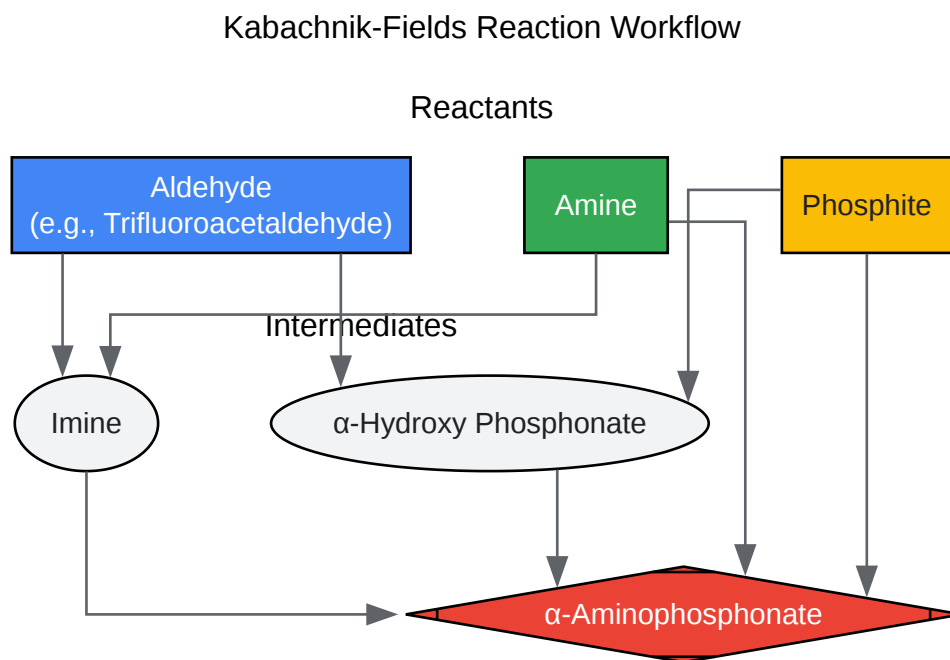 Kabachnik-Fields Reaction Workflow
Reactants
Aldehyde
(e.g., Trifluoroacetaldehyde)
Amine
Phosphite
Intermediates
Imine
α-Hydroxy Phosphonate
α-Aminophosphonate